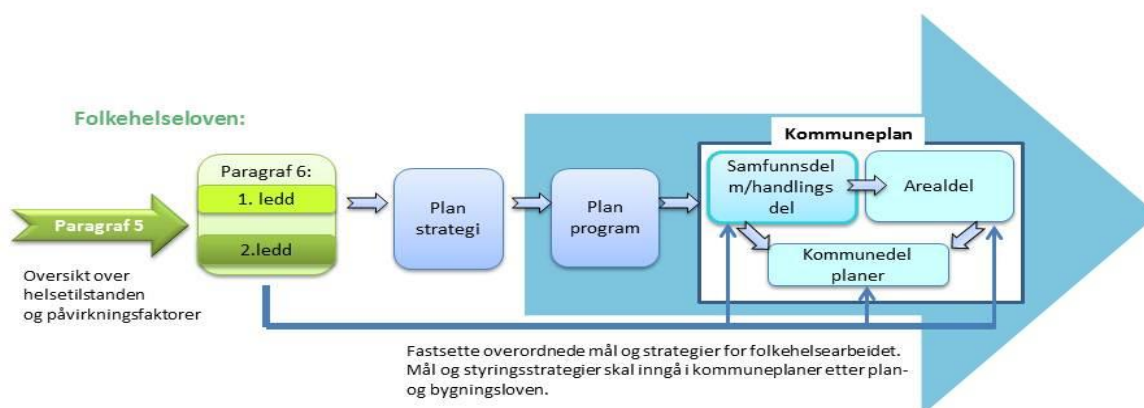 Folkehelseloven:
Paragraf 5
Oversikt over
helsetilstanden
og påvirkningsfaktorer
Paragraf 6:
1. ledd
2.ledd
Plan
strategi
Plan
program
Kommuneplan
Samfunnsdel
m/handlings
del
Arealdel
Kommunedel
planer
Fastsette overordnede mål og strategier for folkehelsearbeidet.
Mål og styringsstrategier skal inngå i kommuneplaner etter plan-
og bygningsloven.